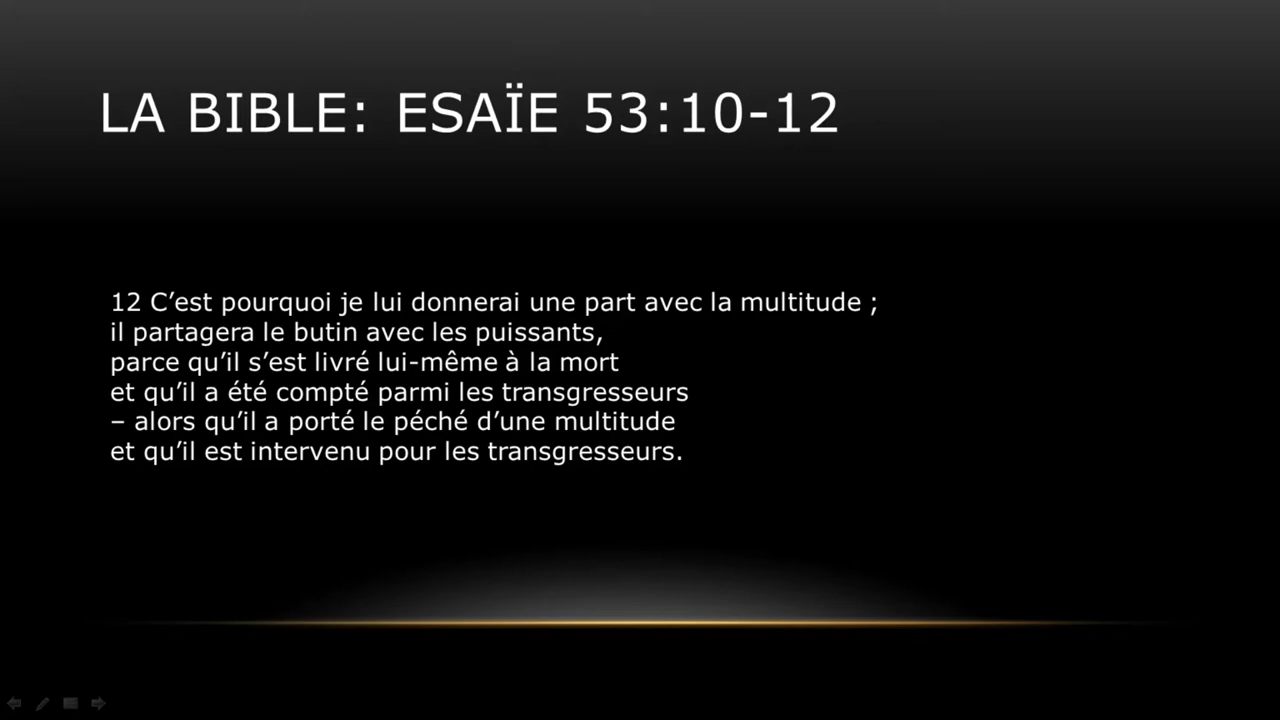 LA BIBLE: ESAÏE 53:10-12
12 C’est pourquoi je lui donnerai une part avec la multitude ;
il partagera le butin avec les puissants,
parce qu’il s’est livré lui-même à la mort
et qu’il a été compté parmi les transgresseurs
– alors qu’il a porté le péché d’une multitude
et qu’il est intervenu pour les transgresseurs.